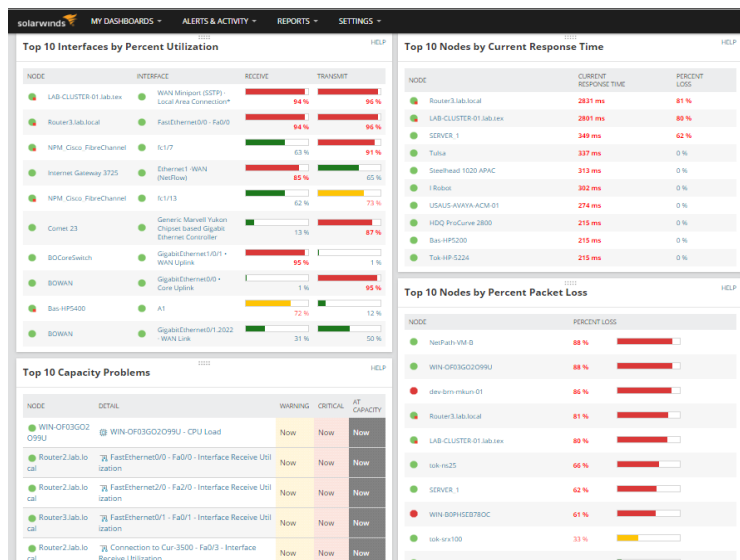 solarwinds MY DASHBOARDS ALERTS & ACTIVITY REPORTS SETTINGS
Top 10 Interfaces by Percent Utilization HELP
NODE INTERFACE RECEIVE TRANSMIT
LAB-CLUSTER-01.lab.tex WAN Miniport (SSTP) - Local Area Connection* 94 % 96 %
Router3.lab.local FastEthernet0/0 - Fa0/0 94 % 96 %
NPM_Cisco_FibreChannel fc1/7 63 % 91 %
Internet Gateway 3725 Ethernet1 -WAN (NetFlow) 85 % 65 %
NPM_Cisco_FibreChannel fc1/13 62 % 73 %
Comet 23 Generic Marvell Yukon Chipset based Gigabit Ethernet Controller 13 % 87 %
BOCoreSwitch GigabitEthernet1/0/1 • WAN Uplink 95 % 1 %
BOWAN GigabitEthernet0/0 • Core Uplink 1 % 95 %
Bas-HP5400 A1 72 % 12 %
BOWAN GigabitEthernet0/1.2022 - WAN Link 31 % 50 %
Top 10 Capacity Problems HELP
NODE DETAIL WARNING CRITICAL AT CAPACITY
WIN-OF03GO2O99U WIN-OF03GO2O99U - CPU Load Now Now Now
Router2.lab.local FastEthernet0/0 - Fa0/0 - Interface Receive Utilization Now Now Now
Router2.lab.local FastEthernet2/0 - Fa2/0 - Interface Receive Utilization Now Now Now
Router3.lab.local FastEthernet0/1 - Fa0/1 - Interface Receive Utilization Now Now Now
Router2.lab.local Connection to Cur-3500 - Fa0/3 - Interface Receive Utilization Now Now Now
Top 10 Nodes by Current Response Time HELP
NODE CURRENT RESPONSE TIME PERCENT LOSS
Router3.lab.local 2831 ms 81 %
LAB-CLUSTER-01.lab.tex 2801 ms 80 %
SERVER_1 349 ms 62 %
Tulsa 337 ms 0 %
Steelhead 1020 APAC 313 ms 0 %
I Robot 302 ms 0 %
USAUS-AVAYA-ACM-01 274 ms 0 %
HDQ ProCurve 2800 215 ms 0 %
Bas-HP5200 215 ms 0 %
Tok-HP-5224 215 ms 0 %
Top 10 Nodes by Percent Packet Loss HELP
NODE PERCENT LOSS
NetPath-VM-B 88 %
WIN-OF03GO2O99U 88 %
dev-brn-mkun-01 86 %
Router3.lab.local 81 %
LAB-CLUSTER-01.lab.tex 80 %
tok-ns25 66 %
SERVER_1 62 %
WIN-B0PHSEB78OC 61 %
tok-srx100 33 %